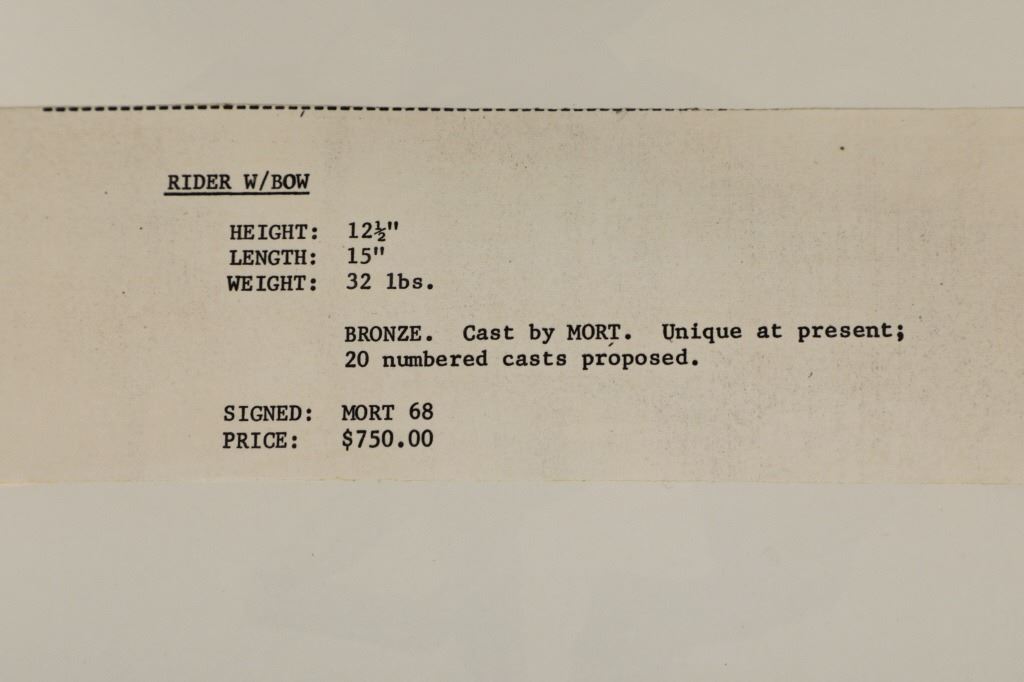 RIDER W/BOW
HEIGHT: 12½"
LENGTH: 15"
WEIGHT: 32 lbs.
BRONZE. Cast by MORT. Unique at present;
20 numbered casts proposed.
SIGNED: MORT 68
PRICE: $750.00